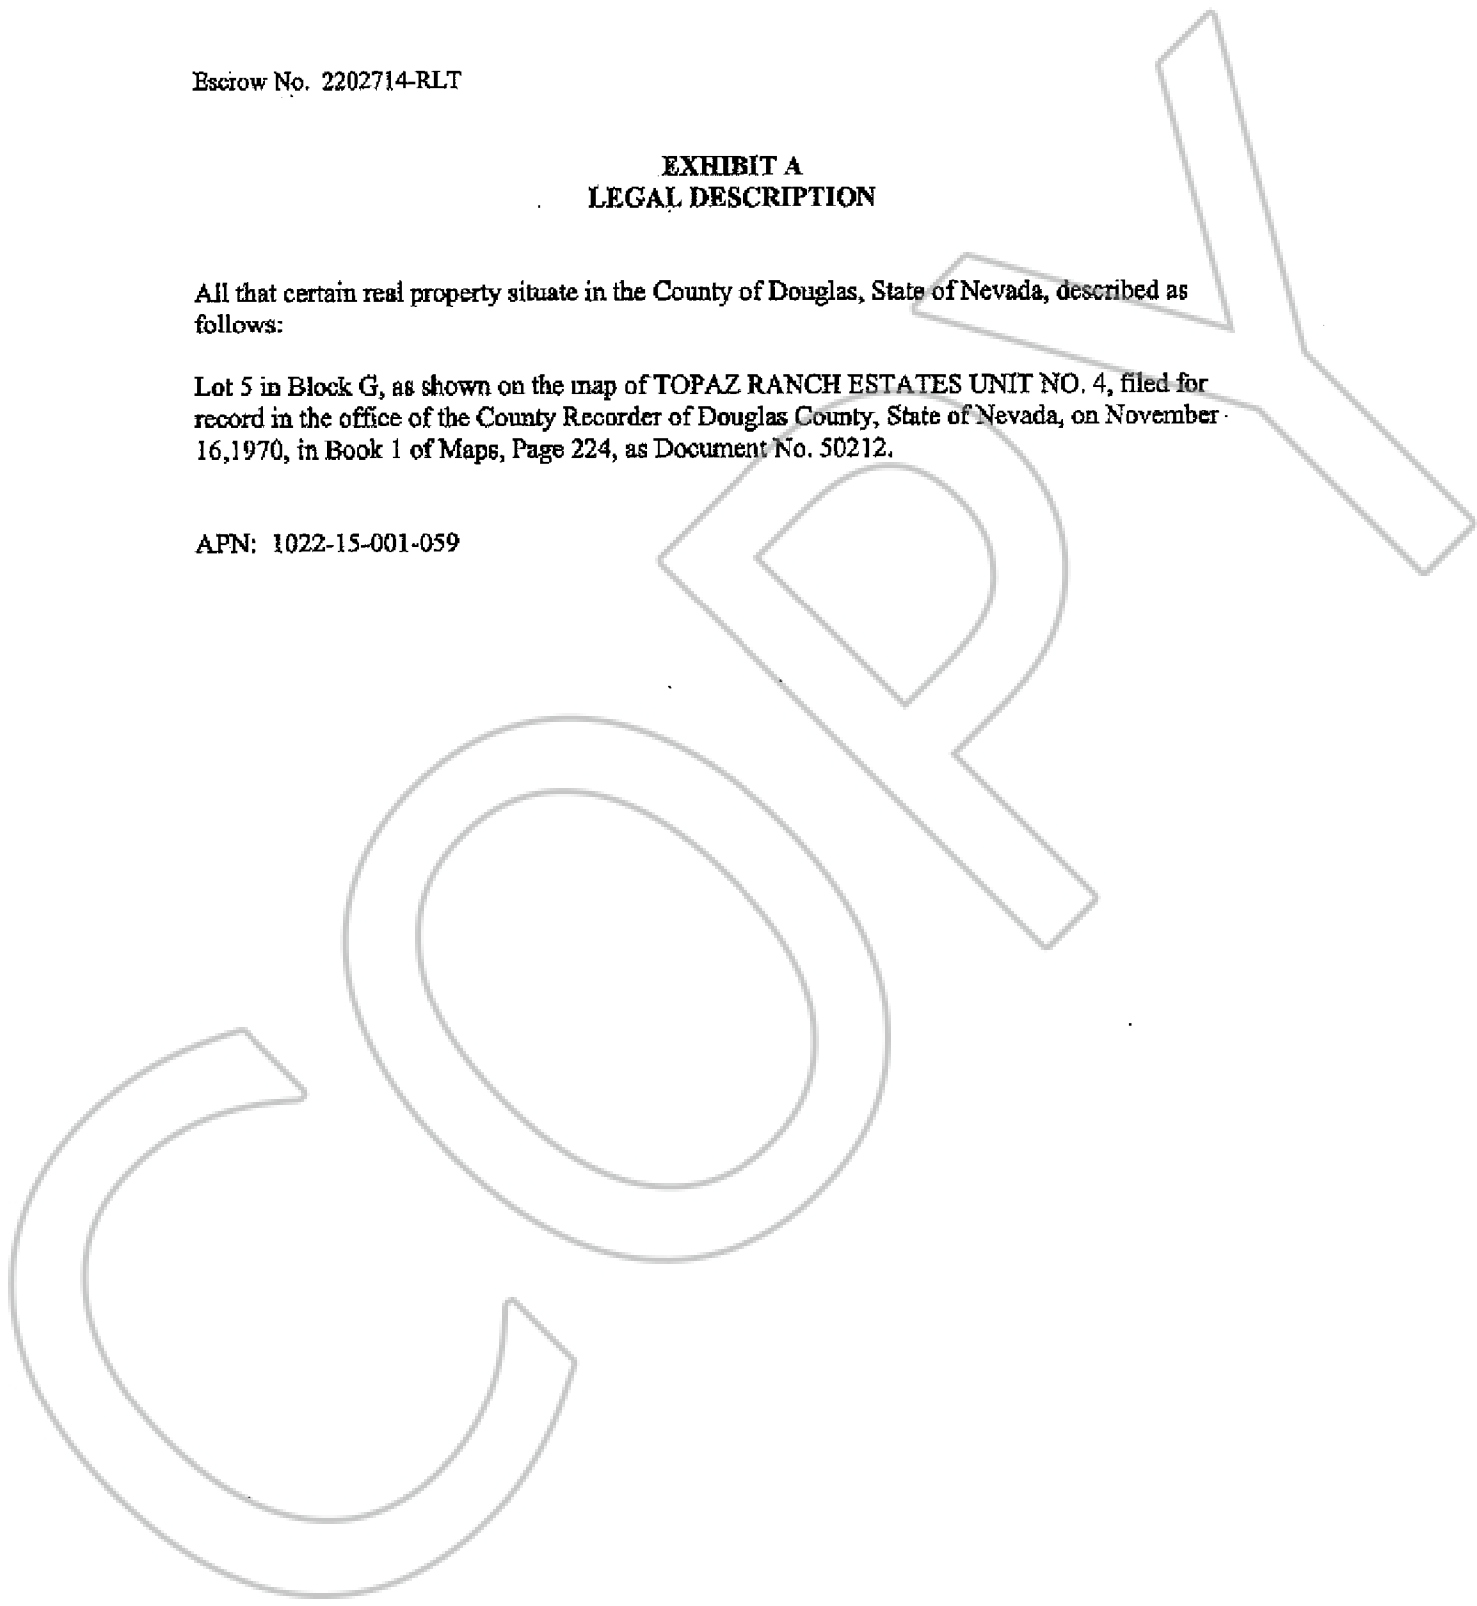 Escrow No. 2202714-RLT
EXHIBIT A
LEGAL DESCRIPTION
All that certain real property situate in the County of Douglas, State of Nevada, described as
follows:
Lot 5 in Block G, as shown on the map of TOPAZ RANCH ESTATES UNIT NO. 4, filed for
record in the office of the County Recorder of Douglas County, State of Nevada, on November
16,1970, in Book 1 of Maps, Page 224, as Document No. 50212.
APN: 1022-15-001-059
COPY